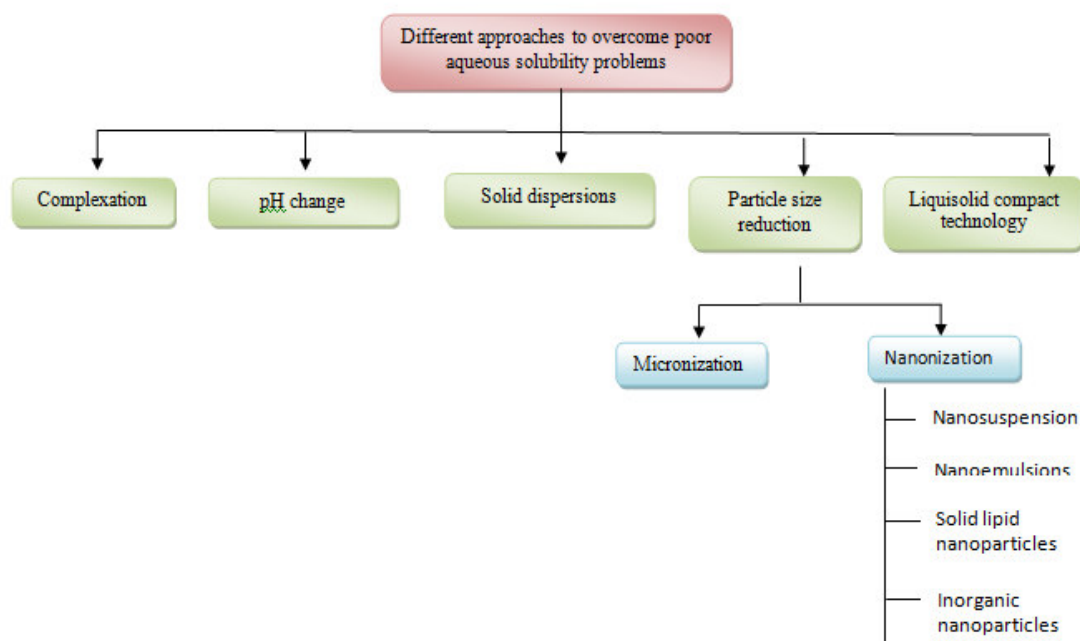 Different approaches to overcome poor
aqueous solubility problems
Complexation
pH change
Solid dispersions
Particle size
reduction
Liquisolid compact
technology
Micronization
Nanonization
Nanosuspension
Nanoemulsions
Solid lipid
nanoparticles
Inorganic
nanoparticles